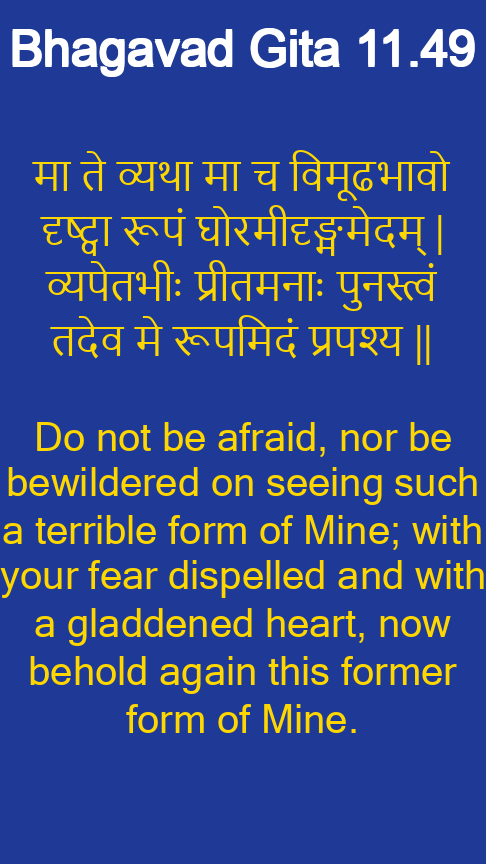 Bhagavad Gita 11.49
मा ते व्यथा मा च विमूढभावो
दृष्ट्वा रूपं घोरमीदृङ्ममेदम् |
व्यपेतभीः प्रीतमनाः पुनस्त्वं
तदेव मे रूपमिदं प्रपश्य ||
Do not be afraid, nor be
bewildered on seeing such
a terrible form of Mine; with
your fear dispelled and with
a gladdened heart, now
behold again this former
form of Mine.